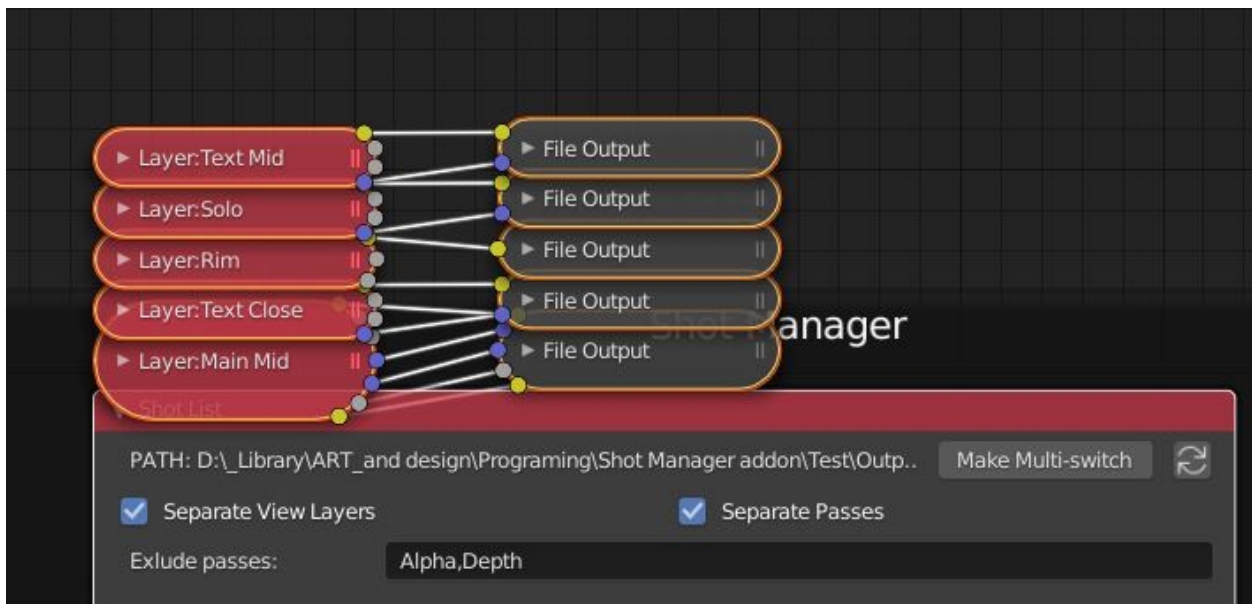 Layer:Text Mid
File Output
Layer:Solo
File Output
Layer:Rim
File Output
Layer:Text Close
File Output
Shot Manager
Layer:Main Mid
File Output
Shot List
PATH: D:\_Library\ART_and design\Programing\Shot Manager addon\Test\Outp.. Make Multi-switch
Separate View Layers Separate Passes
Exlude passes: Alpha,Depth